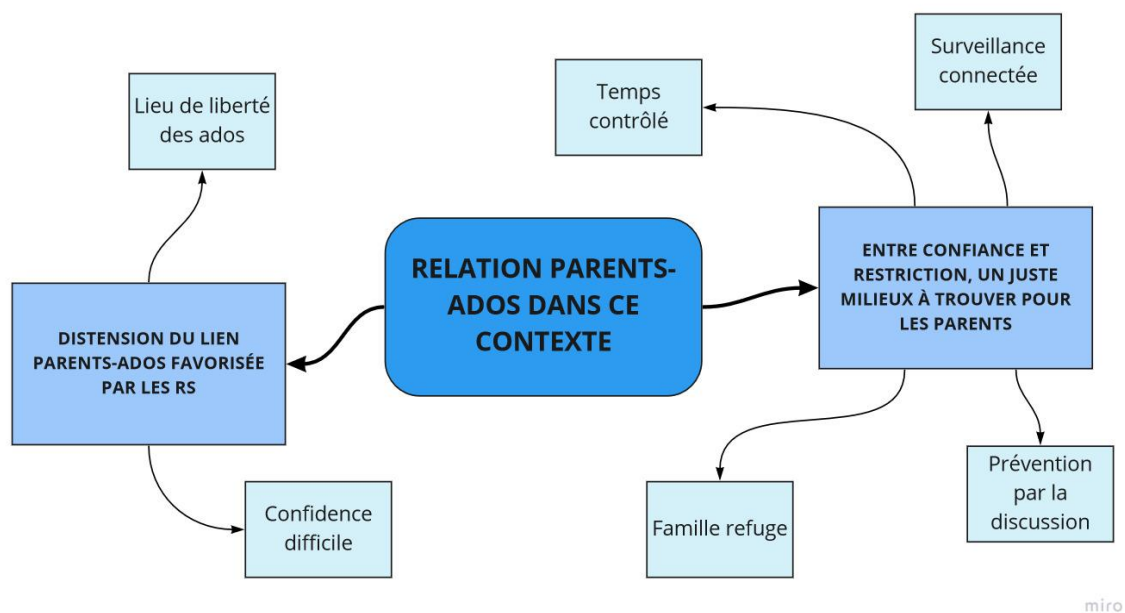 Surveillance
connectée
Temps
contrôlé
Lieu de liberté
des ados
ENTRE CONFIANCE ET
RESTRICTION, UN JUSTE
MILIEU À TROUVER POUR
LES PARENTS
RELATION PARENTS-
ADOS DANS CE
CONTEXTE
DISTENSION DU LIEN
PARENTS-ADOS FAVORISÉE
PAR LES RS
Prévention
par la
discussion
Confidence
difficile
Famille refuge
miro